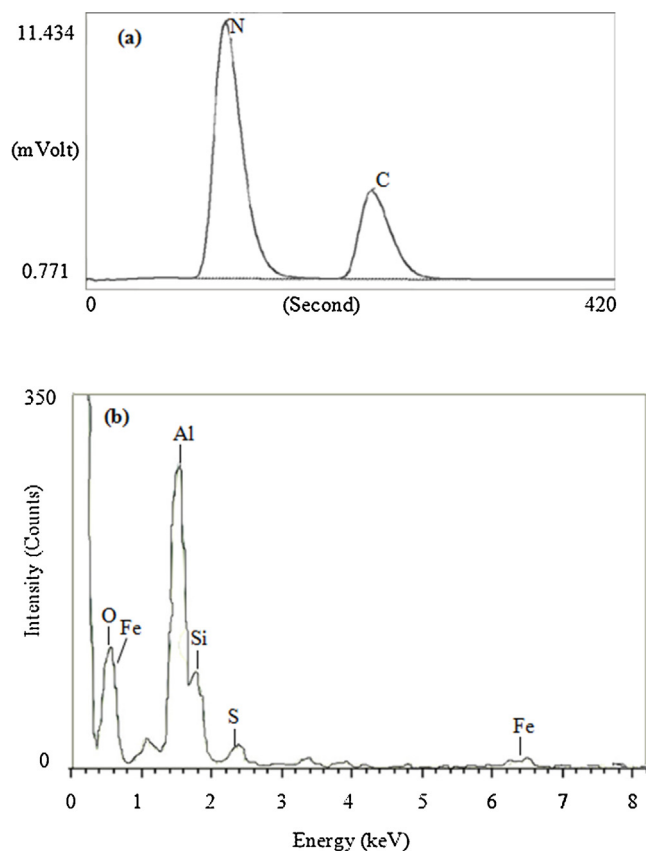 11.434
(a)
N
(mVolt)
C
0.771
0
(Second)
420
350
(b)
Al
Intensity (Counts)
O
Fe
Si
S
Fe
0
0 1 2 3 4 5 6 7 8
Energy (keV)